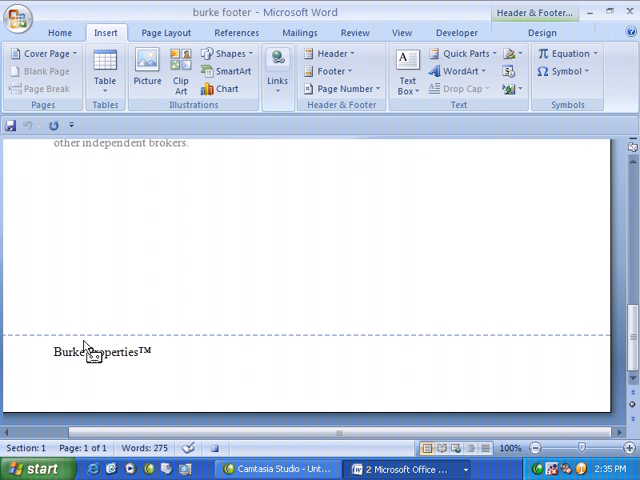 burke footer - Microsoft Word
Header & Footer...
Home Insert Page Layout References Mailings Review View Developer Design
Cover Page
Blank Page
Page Break
Pages
Table
Tables
Picture
Clip Art
Shapes
SmartArt
Chart
Illustrations
Links
Header
Footer
Page Number
Header & Footer
Text Box
Quick Parts
WordArt
Drop Cap
Text
Equation
Symbol
Symbols
other independent brokers.
Burke Properties™
Section: 1 Page: 1 of 1 Words: 275 100%
start Camtasia Studio - Unt... 2 Microsoft Office ... 2:35 PM